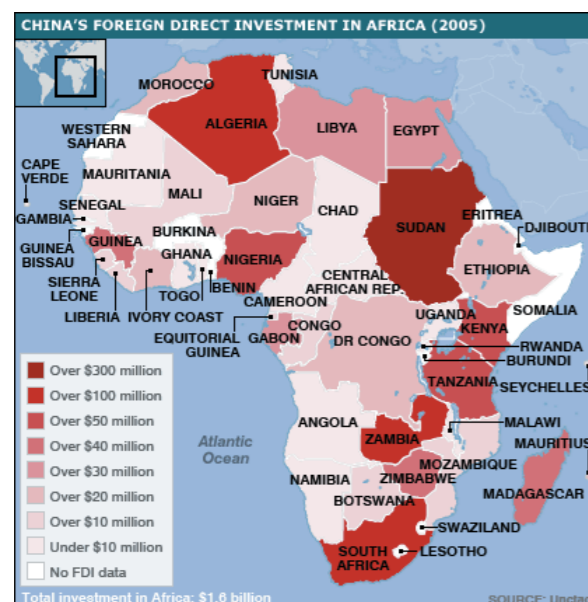 CHINA'S FOREIGN DIRECT INVESTMENT IN AFRICA (2005)
TUNISIA
MOROCCO
ALGERIA
LIBYA
EGYPT
WESTERN
SAHARA
CAPE
VERDE
MAURITANIA
MALI
NIGER
CHAD
SUDAN
ERITREA
DJIBOUTI
SENEGAL
GAMBIA
GUINEA
BISSAU
GUINEA
BURKINA
GHANA
NIGERIA
ETHIOPIA
SIERRA
LEONE
TOGO
BENIN
CENTRAL
AFRICAN REP.
CAMEROON
LIBERIA
IVORY COAST
UGANDA
SOMALIA
EQUITORIAL
GUINEA
GABON
CONGO
DR CONGO
KENYA
RWANDA
BURUNDI
TANZANIA
SEYCHELLES
Over $300 million
Over $100 million
Over $50 million
Over $40 million
Over $30 million
Over $20 million
Over $10 million
Under $10 million
No FDI data
Atlantic
Ocean
ANGOLA
ZAMBIA
MALAWI
MAURITIUS
MOZAMBIQUE
NAMIBIA
ZIMBABWE
BOTSWANA
MADAGASCAR
SWAZILAND
SOUTH
AFRICA
LESOTHO
Total investment in Africa: $1.6 billion
SOURCE: Unctad